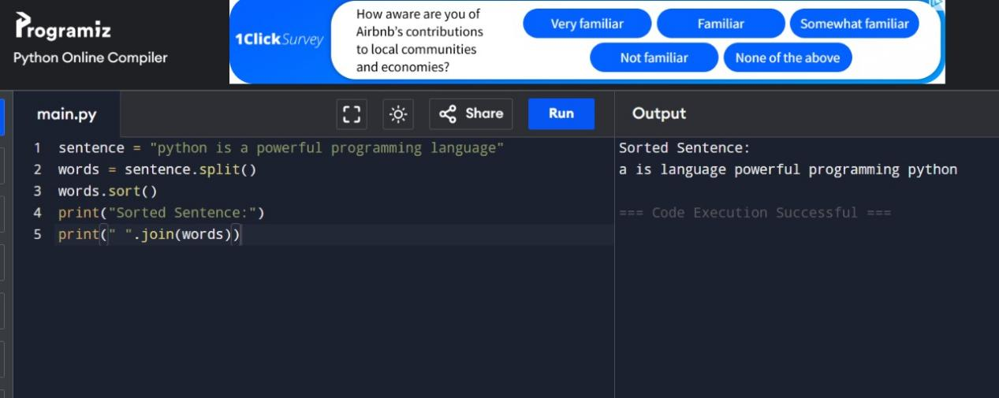 Programiz
Python Online Compiler
1ClickSurvey
How aware are you of
Airbnb's contributions
to local communities
and economies?
Very familiar
Familiar
Somewhat familiar
Not familiar
None of the above
main.py
Share
Run
Output
1 sentence = "python is a powerful programming language"
2 words = sentence.split()
3 words.sort()
4 print("Sorted Sentence:")
5 print(" ".join(words))
Sorted Sentence:
a is language powerful programming python
=== Code Execution Successful ===